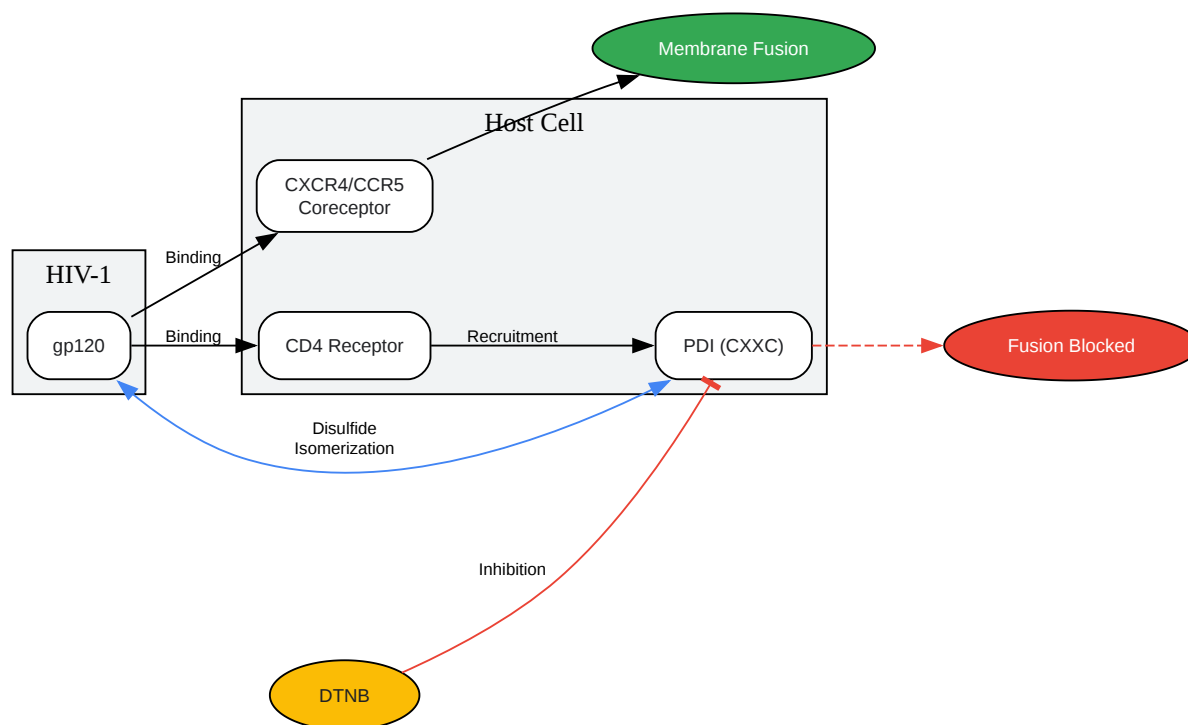 Membrane Fusion
Host Cell
CXCR4/CCR5
Coreceptor
Binding
HIV-1
gp120
Binding
CD4 Receptor
Recruitment
PDI (CXXC)
Fusion Blocked
Disulfide
Isomerization
Inhibition
DTNB